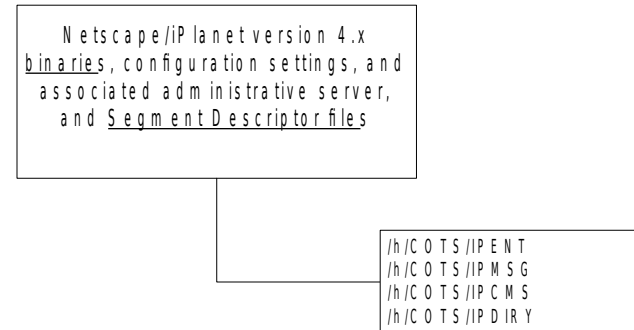 Netscape/iPlanet version 4.x
binaries, configuration settings, and
associated administrative server,
and Segment Descriptor files
/h/COTS/IPENT
/h/COTS/IPMSG
/h/COTS/IPCMS
/h/COTS/IPDIRY